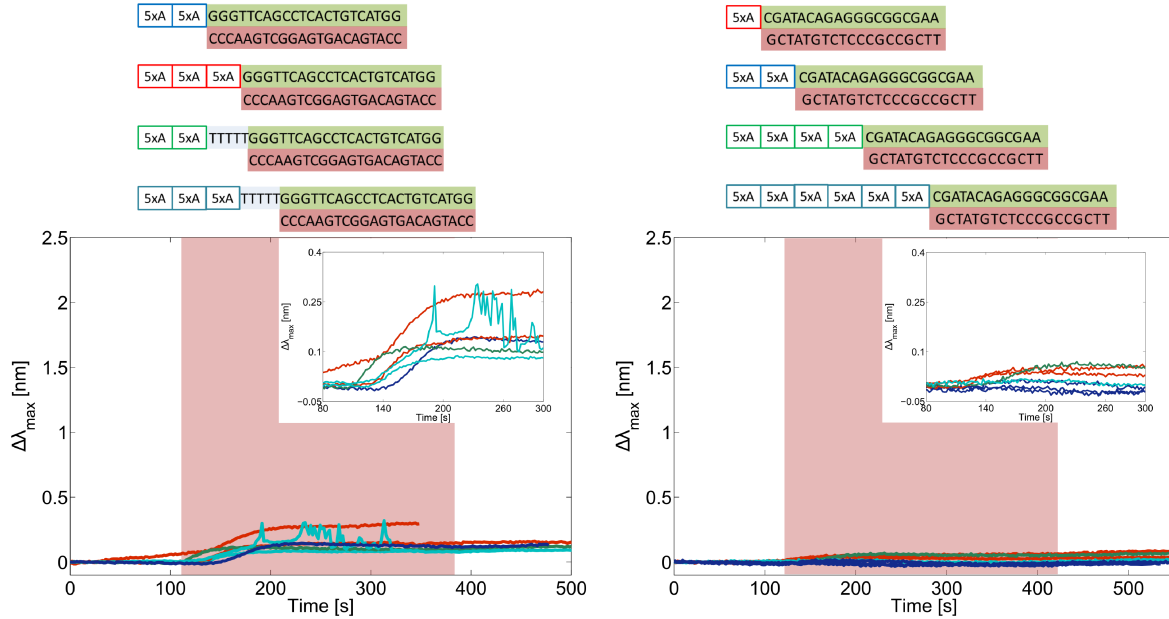 5xA 5xA GGGTTCAGCCTCACTGTCATGG
CCCAAGTCGGAGTGACAGTACC
5xA 5xA 5xA GGGTTCAGCCTCACTGTCATGG
CCCAAGTCGGAGTGACAGTACC
5xA 5xA TTTTTGGGTTCAGCCTCACTGTCATGG
CCCAAGTCGGAGTGACAGTACC
5xA 5xA 5xA TTTTTGGGTTCAGCCTCACTGTCATGG
CCCAAGTCGGAGTGACAGTACC
2.5
2
1.5
1
0.5
0
Δλmax [nm]
0 100 200 300 400 500
Time [s]
0.4
0.25
0.1
−0.05
Δλmax [nm]
80 140 200 260 300
Time [s]
5xA CGATACAGAGGGCGGCGAA
GCTATGTCTCCCGCCGCTT
5xA 5xA CGATACAGAGGGCGGCGAA
GCTATGTCTCCCGCCGCTT
5xA 5xA 5xA 5xA CGATACAGAGGGCGGCGAA
GCTATGTCTCCCGCCGCTT
5xA 5xA 5xA 5xA 5xA 5xA CGATACAGAGGGCGGCGAA
GCTATGTCTCCCGCCGCTT
2.5
2
1.5
1
0.5
0
Δλmax [nm]
0 100 200 300 400 500
Time [s]
0.4
0.25
0.1
−0.05
Δλmax [nm]
80 140 200 260 300
Time [s]